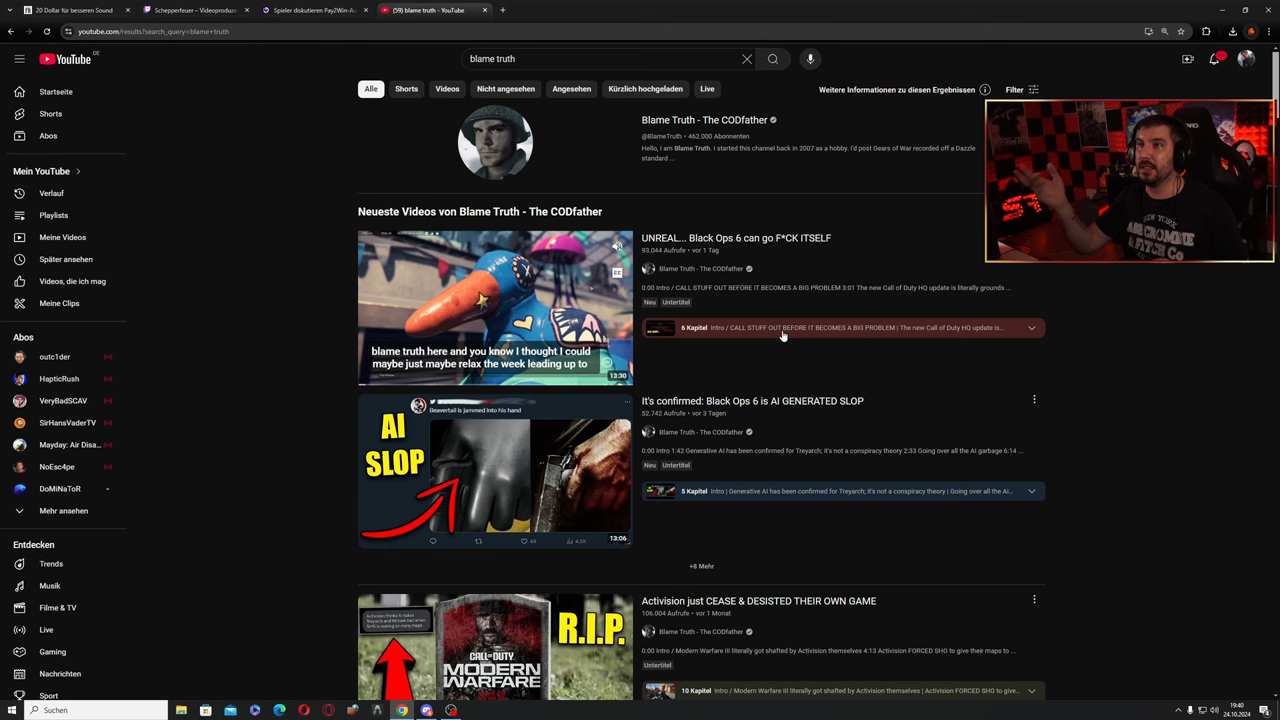 20 Dollar für besseren Sound
Schepperfeuer – Videoproduz
Spieler diskutieren Pay2Win-A
(59) blame truth - YouTube
youtube.com/results?search_query=blame+truth
YouTube DE
blame truth
Startseite
Shorts
Abos
Mein YouTube
Verlauf
Playlists
Meine Videos
Später ansehen
Videos, die ich mag
Meine Clips
Abos
outc1der
HapticRush
VeryBadSCAV
SirHansVaderTV
Mayday: Air Disa...
NoEsc4pe
DoMiNaToR
Mehr ansehen
Entdecken
Trends
Musik
Film & TV
Live
Gaming
Nachrichten
Sport
Alle
Shorts
Videos
Nicht angesehen
Angesehen
Kürzlich hochgeladen
Live
Weitere Informationen zu diesen Ergebnissen
Filter
Blame Truth - The CODfather
@BlameTruth • 462.000 Abonnenten
Hello, I am Blame Truth. I started this channel back in 2007 as a hobby. I'd post Gears of War recorded off a Dazzle
standard ...
Neueste Videos von Blame Truth - The CODfather
blame truth here and you know I thought I could
maybe just maybe relax the week leading up to
13:30
UNREAL... Black Ops 6 can go F*CK ITSELF
93.044 Aufrufe • vor 1 Tag
Blame Truth - The CODfather
0:00 Intro / CALL STUFF OUT BEFORE IT BECOMES A BIG PROBLEM 3:01 The new Call of Duty HQ update is literally grounds ...
Neu
Untertitel
6 Kapitel Intro / CALL STUFF OUT BEFORE IT BECOMES A BIG PROBLEM | The new Call of Duty HQ update is...
Beavertail is jammed into his hand
AI
SLOP
48
4.5K
13:06
It's confirmed: Black Ops 6 is AI GENERATED SLOP
52.742 Aufrufe • vor 3 Tagen
Blame Truth - The CODfather
0:00 Intro 1:42 Generative AI has been confirmed for Treyarch; it's not a conspiracy theory 2:33 Going over all the AI garbage 6:14 ...
Neu
Untertitel
5 Kapitel Intro | Generative AI has been confirmed for Treyarch; it's not a conspiracy theory | Going over all the AI...
+8 Mehr
R.I.P.
CALL OF DUTY
MODERN
WARFARE
Activision just CEASE & DESISTED THEIR OWN GAME
106.004 Aufrufe • vor 1 Monat
Blame Truth - The CODfather
0:00 Intro / Modern Warfare III literally got shafted by Activision themselves 4:13 Activision FORCED SHG to give their maps to ...
Untertitel
10 Kapitel Intro / Modern Warfare III literally got shafted by Activision themselves | Activision FORCED SHG to give...
NEW YORK
Suchen
19:40
24.10.2024